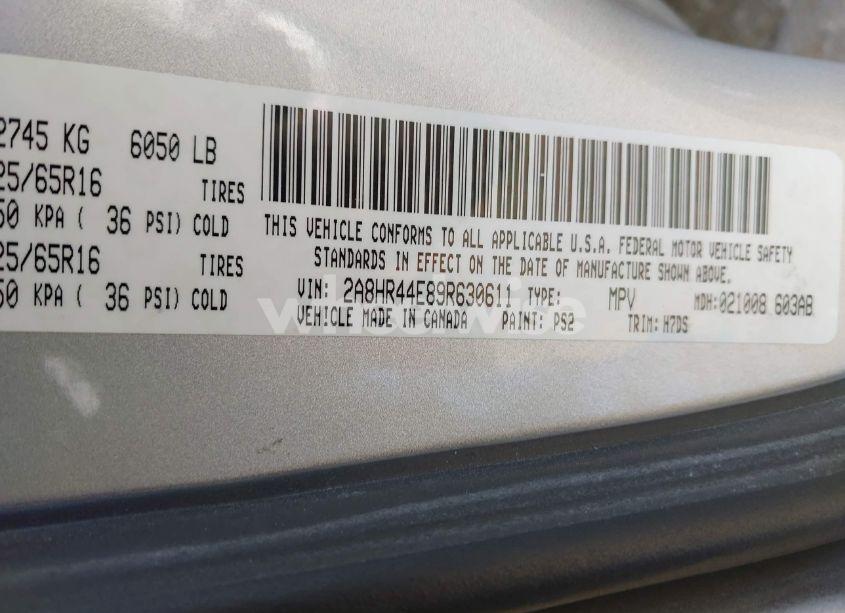 2745 KG 6050 LB
25/65R16 TIRES
50 KPA ( 36 PSI) COLD
25/65R16 TIRES
50 KPA ( 36 PSI) COLD
THIS VEHICLE CONFORMS TO ALL APPLICABLE U.S.A. FEDERAL MOTOR VEHICLE SAFETY
STANDARDS IN EFFECT ON THE DATE OF MANUFACTURE SHOWN ABOVE.
VIN: 2A8HR44E89R630611 TYPE: MPV MDH:021008 603AB
VEHICLE MADE IN CANADA PAINT: PS2 TRIM: H7DS